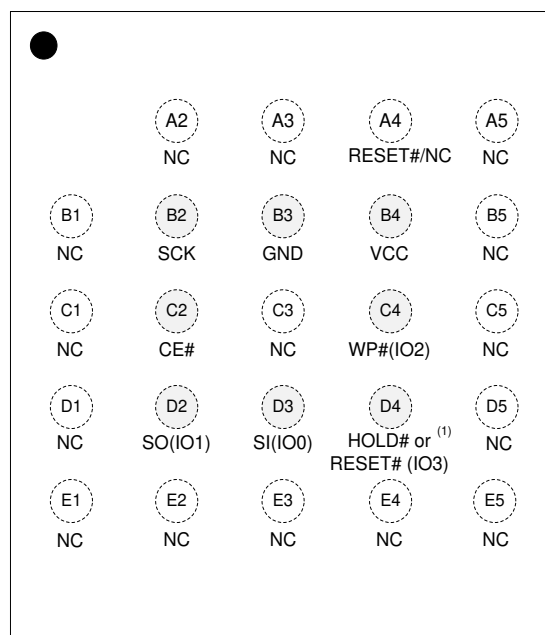 A2 A3 A4 A5
NC NC RESET#/NC NC
B1 B2 B3 B4 B5
NC SCK GND VCC NC
C1 C2 C3 C4 C5
NC CE# NC WP#(IO2) NC
D1 D2 D3 D4 D5
NC SO(IO1) SI(IO0) HOLD# or (1) NC
RESET# (IO3)
E1 E2 E3 E4 E5
NC NC NC NC NC